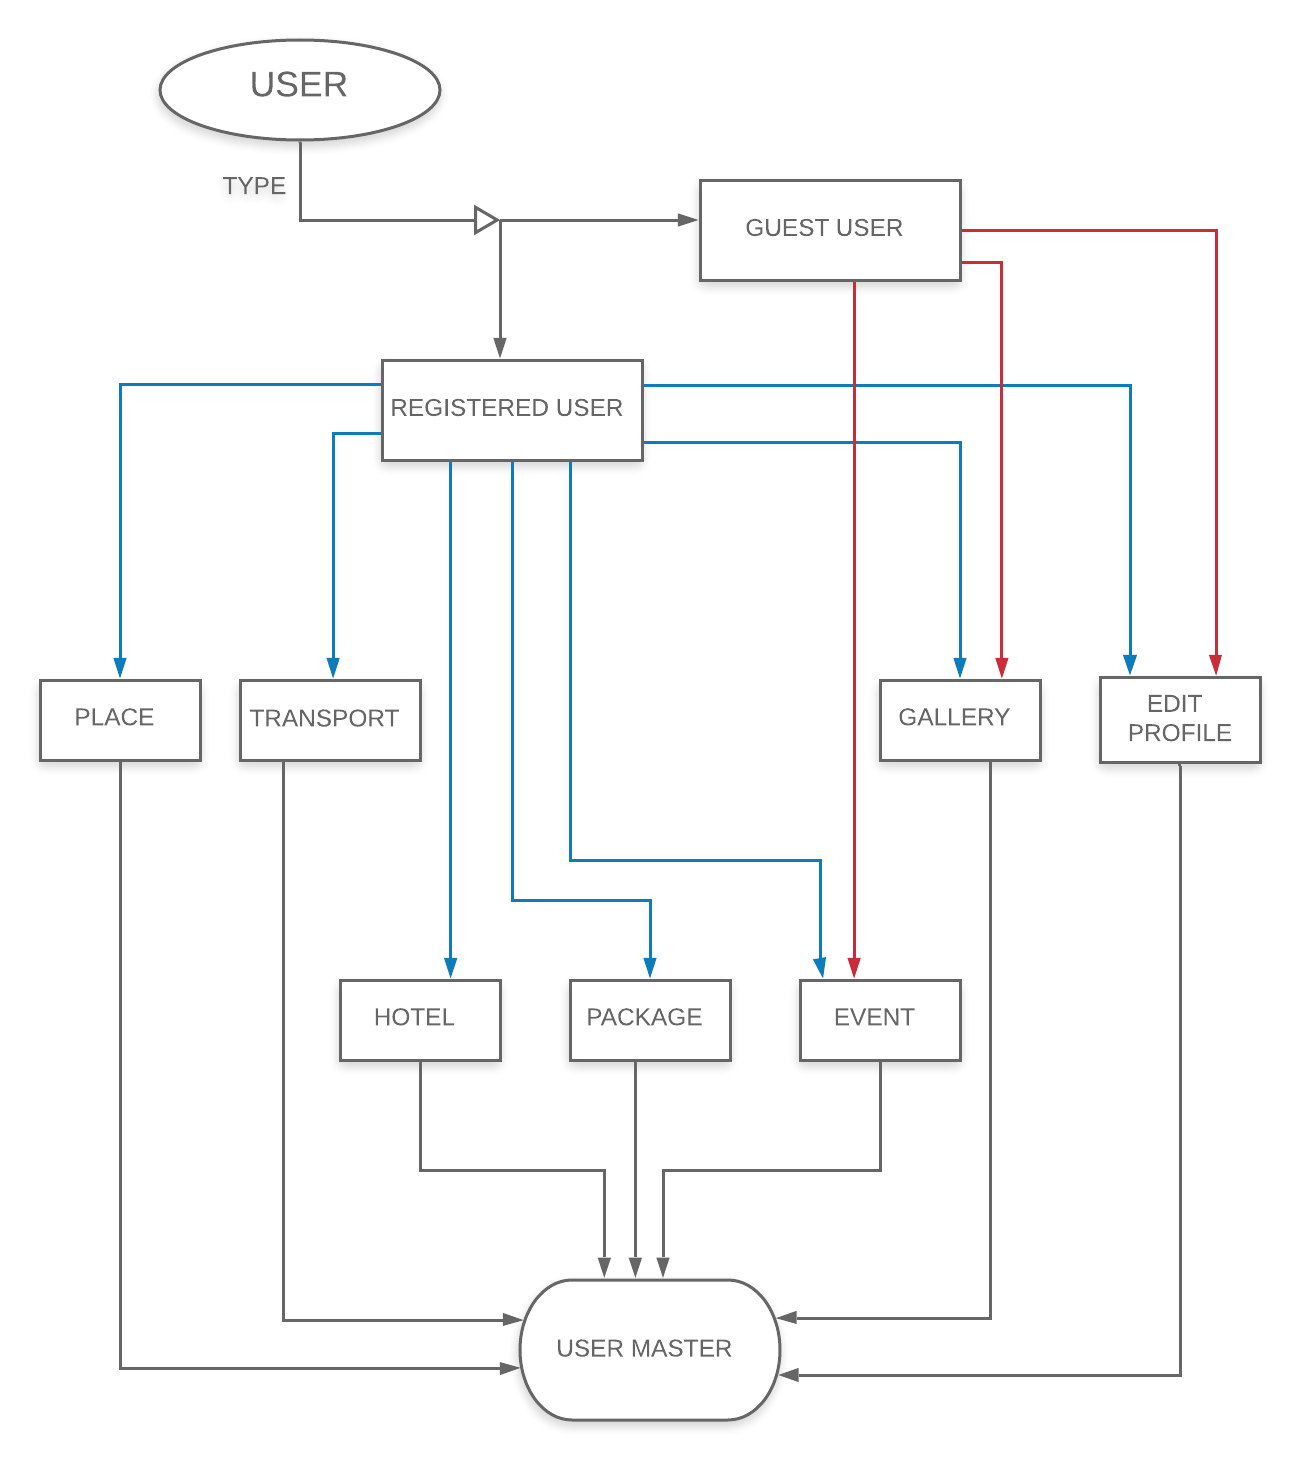 USER
TYPE
GUEST USER
REGISTERED USER
PLACE
TRANSPORT
GALLERY
EDIT
PROFILE
HOTEL
PACKAGE
EVENT
USER MASTER